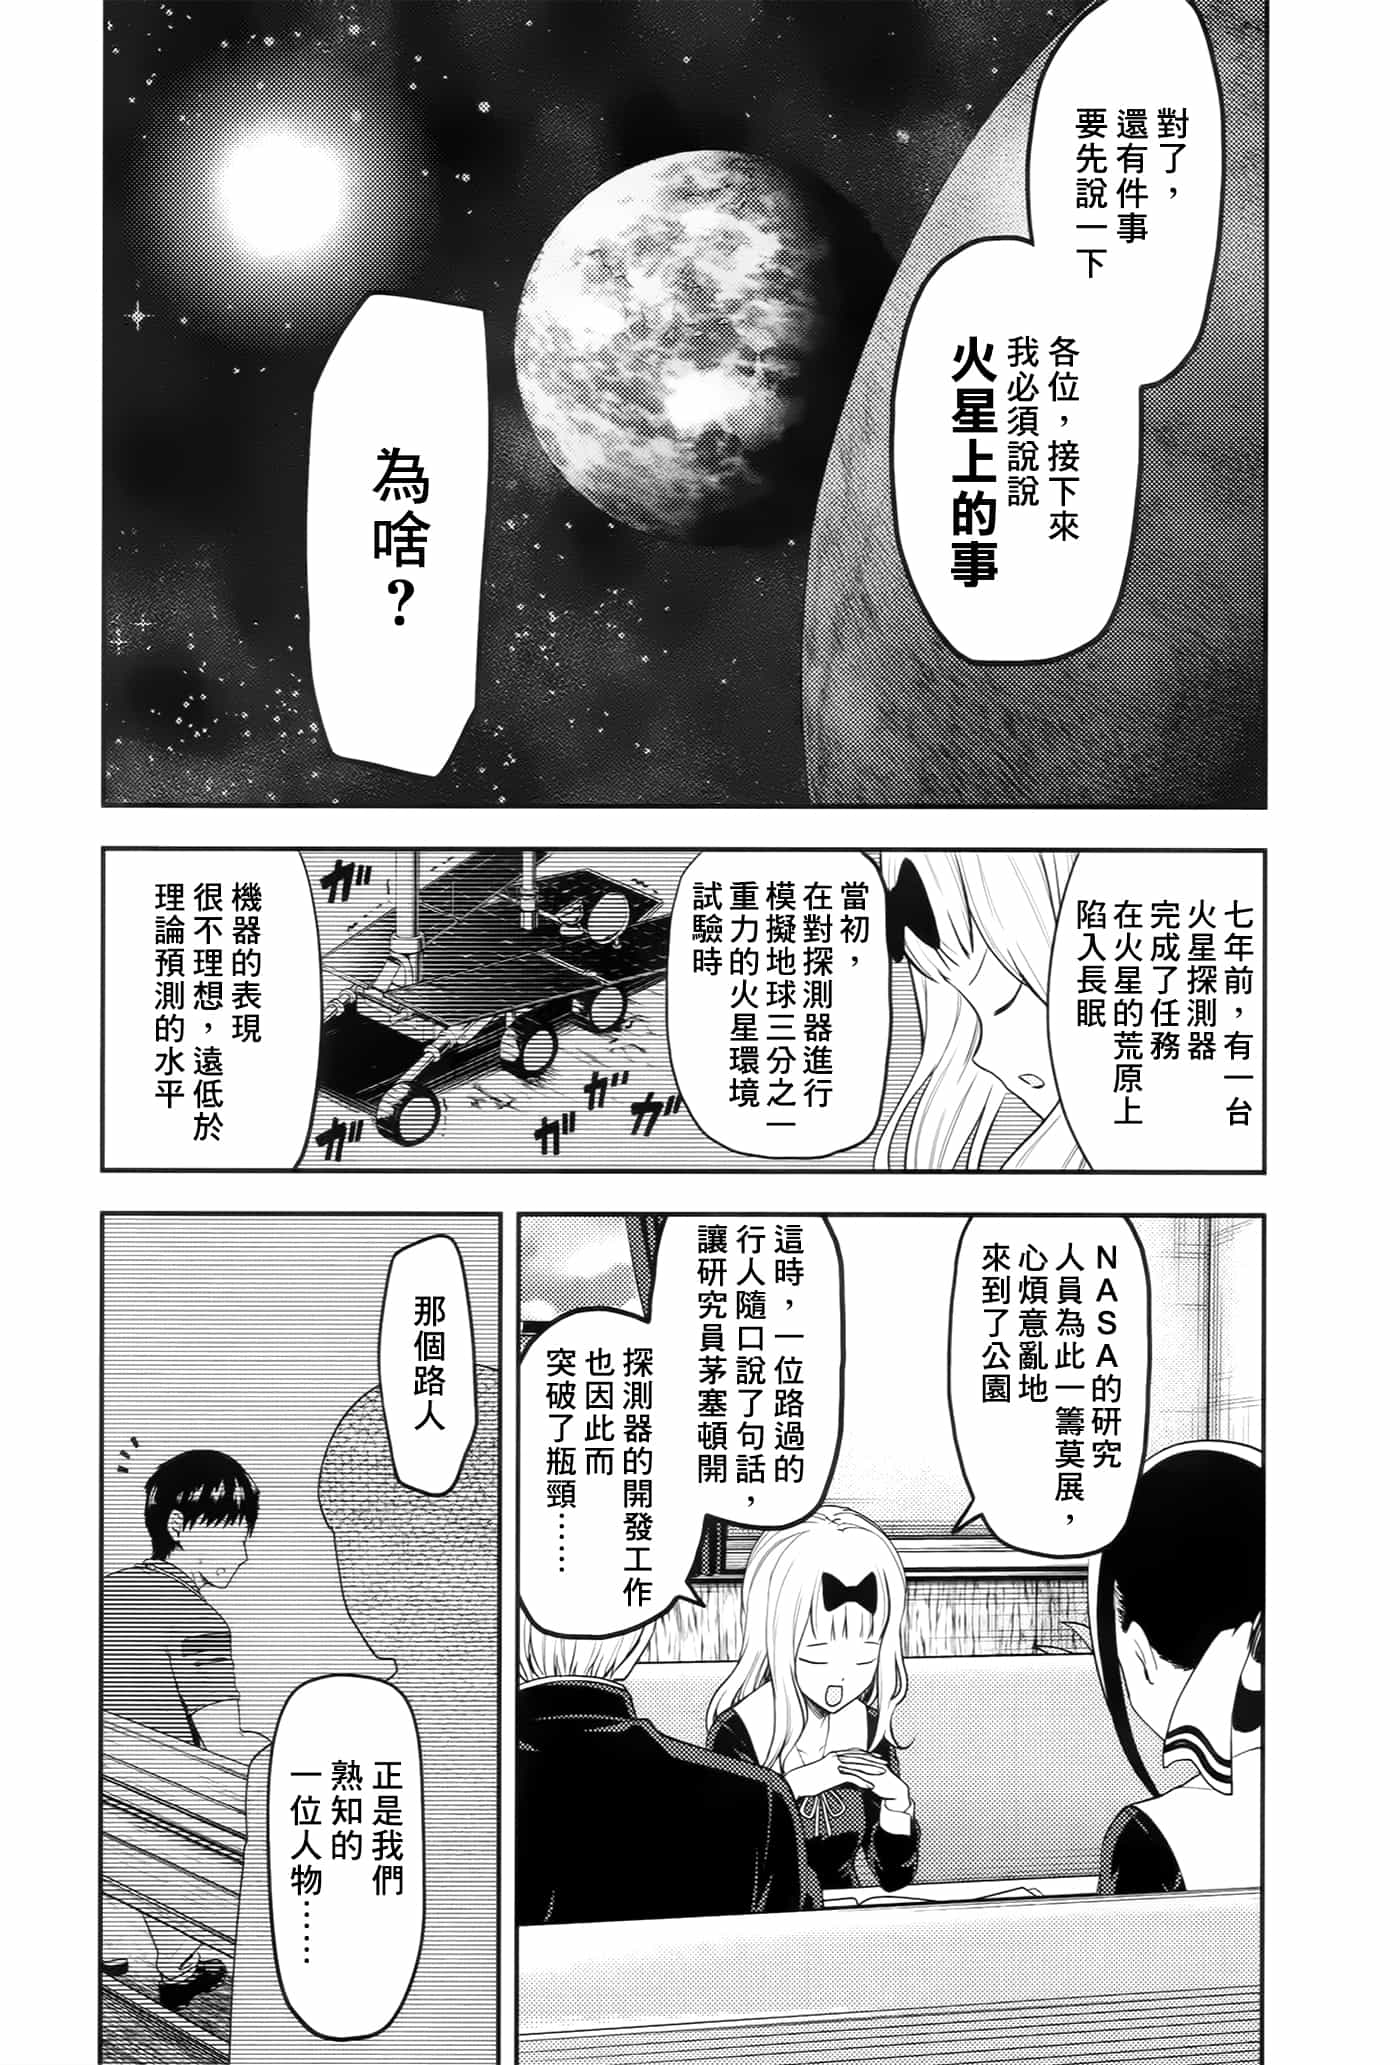 對了，
還有件事
要先說一下
各位，接下來
我必須說說
火星上的事
為啥？
七年前，有一台
火星探測器
完成了任務
在火星的荒原上
陷入長眠
當初，
在對探測器進行
模擬地球三分之一
重力的火星環境
試驗時
ガ
ガ
ガ
ガ
ガ
機器的表現
很不理想，遠低於
理論預測的水平
NASA的研究
人員為此一籌莫展，
心煩意亂地
來到了公園
這時，一位路過的
行人隨口說了句話，
讓研究員茅塞頓開
探測器的開發工作
也因此而
突破了瓶頸……
那個路人
正是我們
熟知的
一位人物……